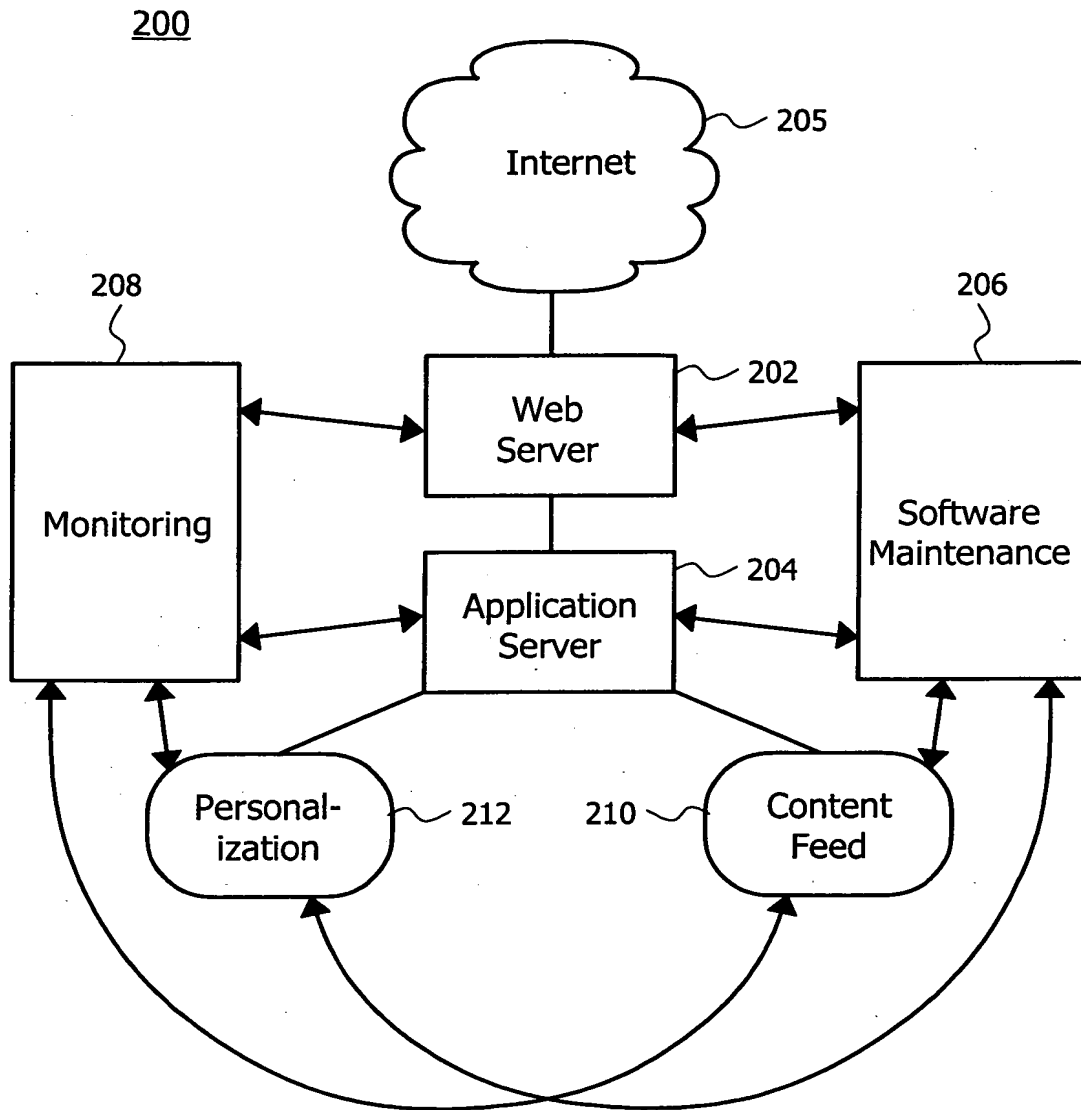 200
205
Internet
208
206
202
Web
Server
Monitoring
Software
Maintenance
204
Application
Server
Personal-
ization
212
210
Content
Feed